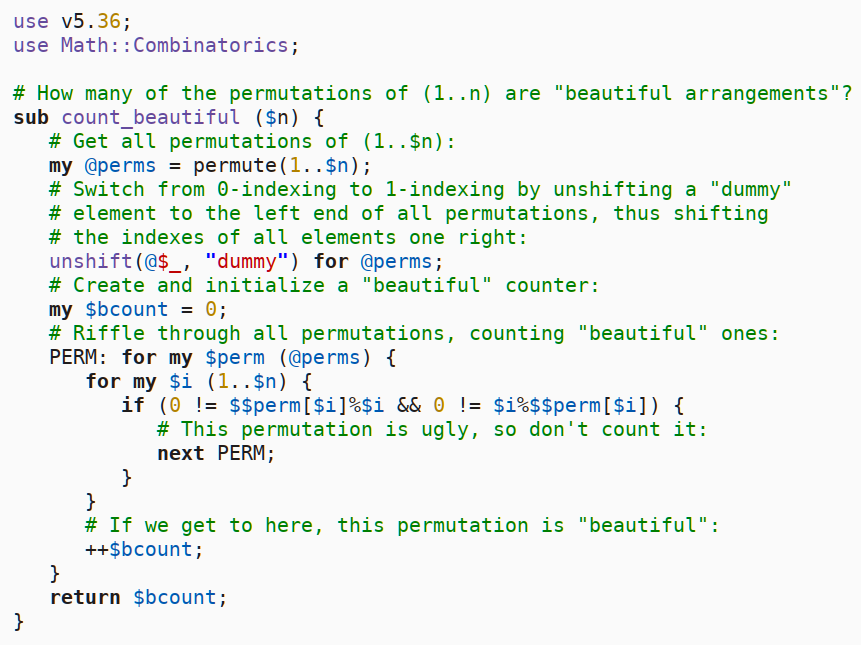 use v5.36;
use Math::Combinatorics;

# How many of the permutations of (1..n) are "beautiful arrangements"?
sub count_beautiful ($n) {
   # Get all permutations of (1..$n):
   my @perms = permute(1..$n);
   # Switch from 0-indexing to 1-indexing by unshifting a "dummy"
   # element to the left end of all permutations, thus shifting
   # the indexes of all elements one right:
   unshift(@$_, "dummy") for @perms;
   # Create and initialize a "beautiful" counter:
   my $bcount = 0;
   # Riffle through all permutations, counting "beautiful" ones:
   PERM: for my $perm (@perms) {
      for my $i (1..$n) {
         if (0 != $$perm[$i]%$i && 0 != $i%$$perm[$i]) {
            # This permutation is ugly, so don't count it:
            next PERM;
         }
      }
      # If we get to here, this permutation is "beautiful":
      ++$bcount;
   }
   return $bcount;
}